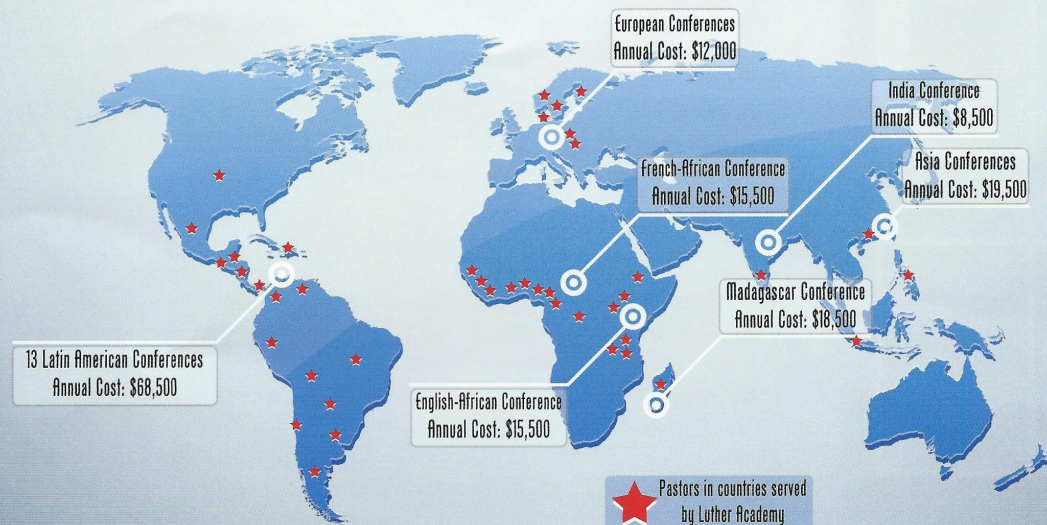 European Conferences
Annual Cost: $12,000
India Conference
Annual Cost: $8,500
Asia Conferences
Annual Cost: $19,500
French-African Conference
Annual Cost: $15,500
Madagascar Conference
Annual Cost: $18,500
13 Latin American Conferences
Annual Cost: $68,500
English-African Conference
Annual Cost: $15,500
Pastors in countries served
by Luther Academy